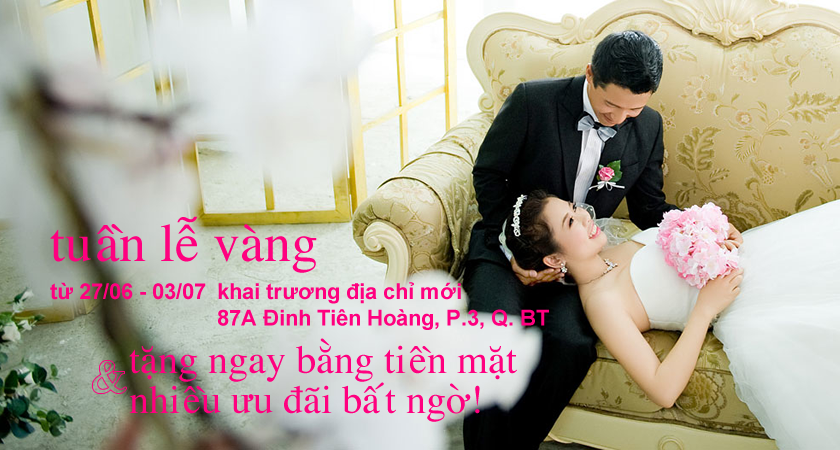 tuần lễ vàng
từ 27/06 - 03/07 khai trương địa chỉ mới
87A Đinh Tiên Hoàng, P.3, Q. BT
tặng ngay bằng tiền mặt
& nhiều ưu đãi bất ngờ!